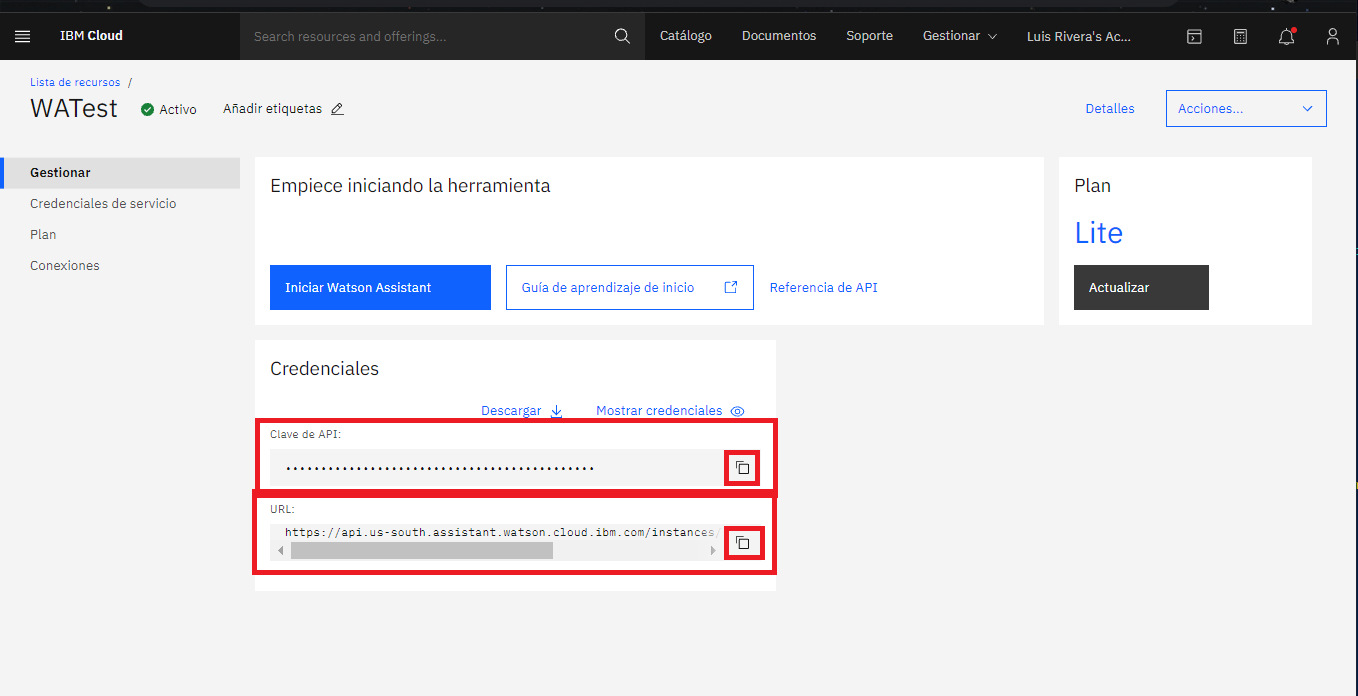 IBM Cloud
Search resources and offerings...
Catálogo
Documentos
Soporte
Gestionar
Luis Rivera's Ac...
Lista de recursos /
WATest
Activo
Añadir etiquetas
Detalles
Acciones...
Gestionar
Credenciales de servicio
Plan
Conexiones
Empiece iniciando la herramienta
Iniciar Watson Assistant
Guía de aprendizaje de inicio
Referencia de API
Plan
Lite
Actualizar
Credenciales
Descargar
Mostrar credenciales
Clave de API:
••••••••••••••••••••••••••••••••••••••••••••
URL:
https://api.us-south.assistant.watson.cloud.ibm.com/instances/